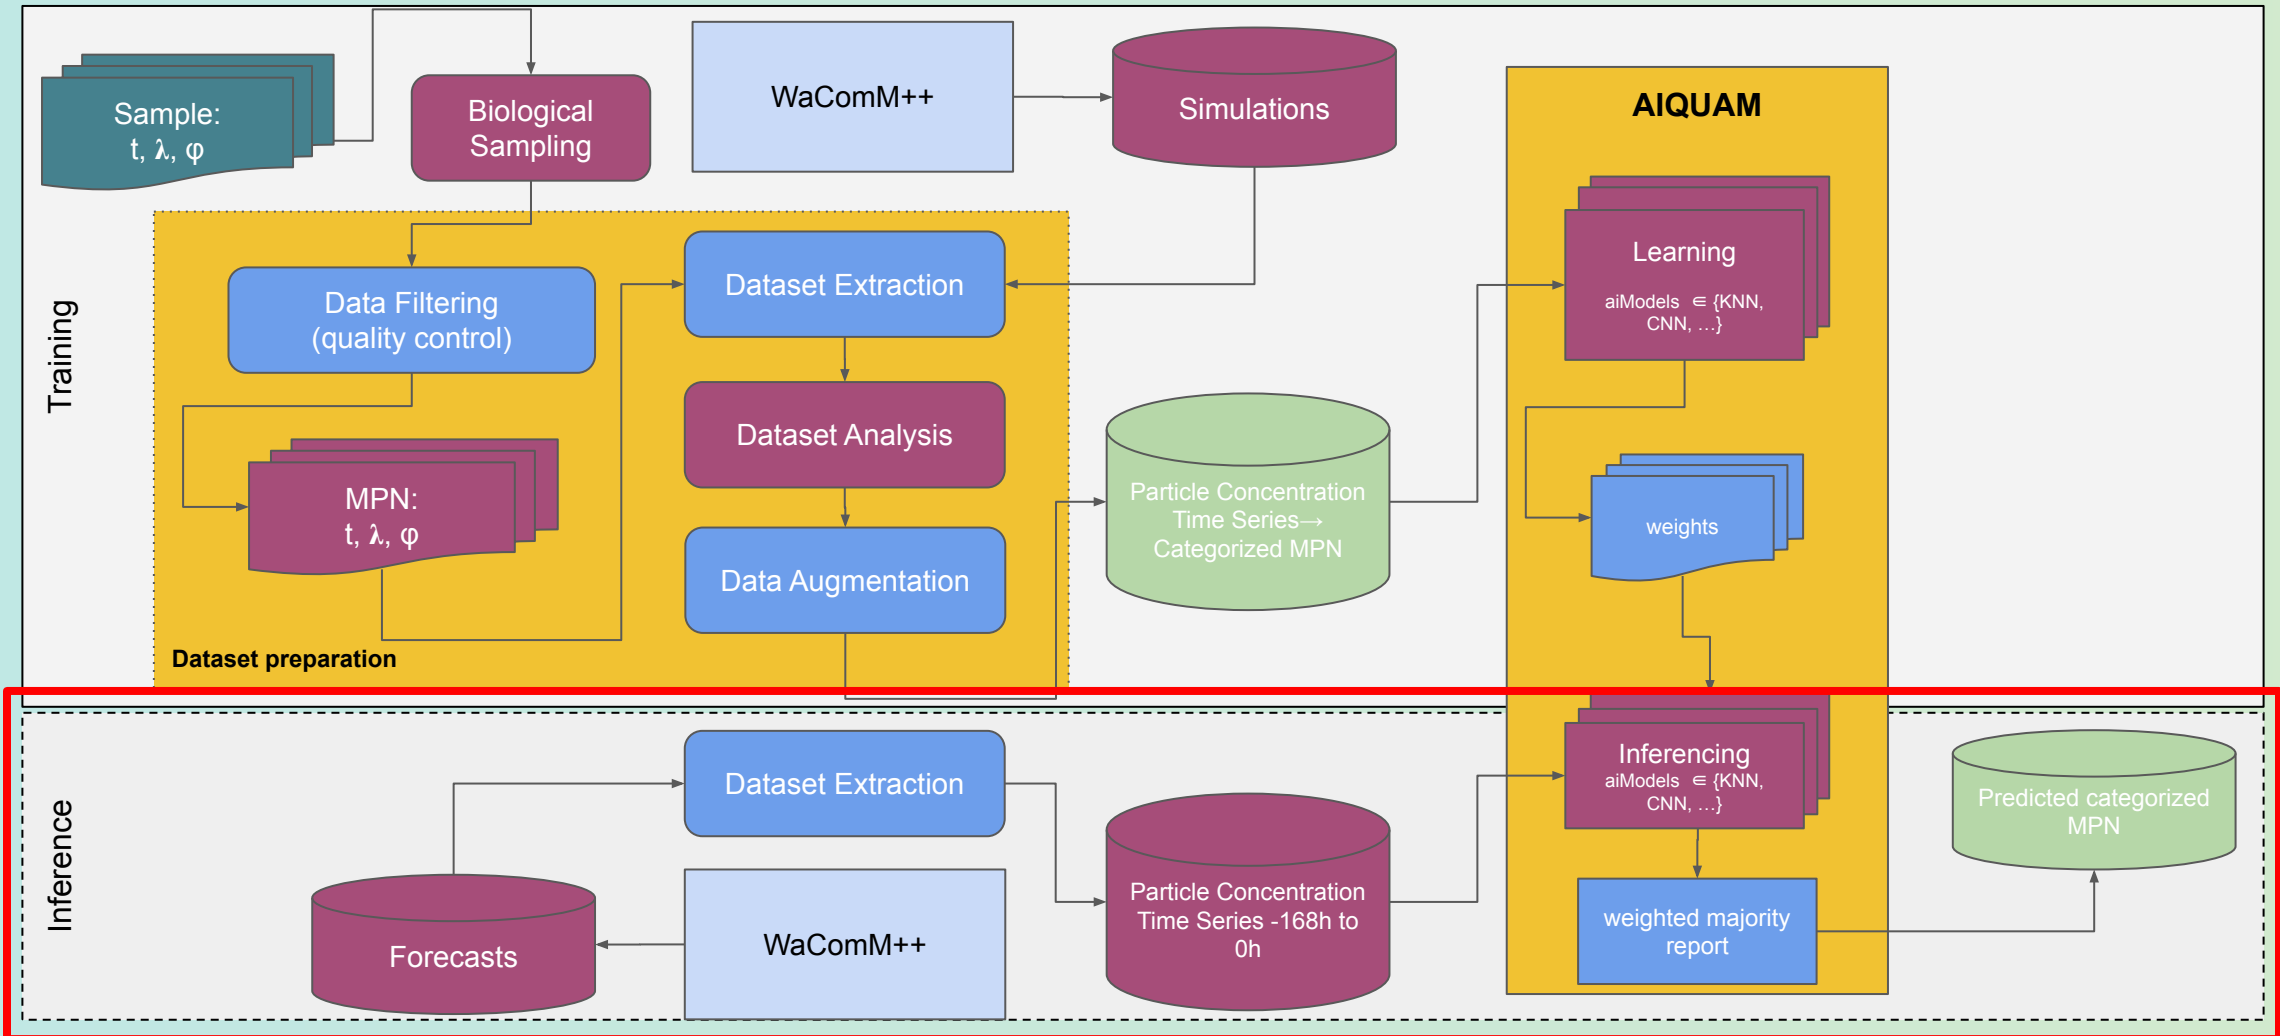 Sample:
t, λ, φ
Biological
Sampling
WaComM++
Simulations
AIQUAM
Training
Data Filtering
(quality control)
Dataset Extraction
Learning
aiModels ∈ {KNN,
CNN, ...}
Dataset Analysis
MPN:
t, λ, φ
Particle Concentration
Time Series→
Categorized MPN
weights
Data Augmentation
Dataset preparation
Inference
Dataset Extraction
Inferencing
aiModels ∈ {KNN,
CNN, ...}
Predicted categorized
MPN
Forecasts
WaComM++
Particle Concentration
Time Series -168h to
0h
weighted majority
report